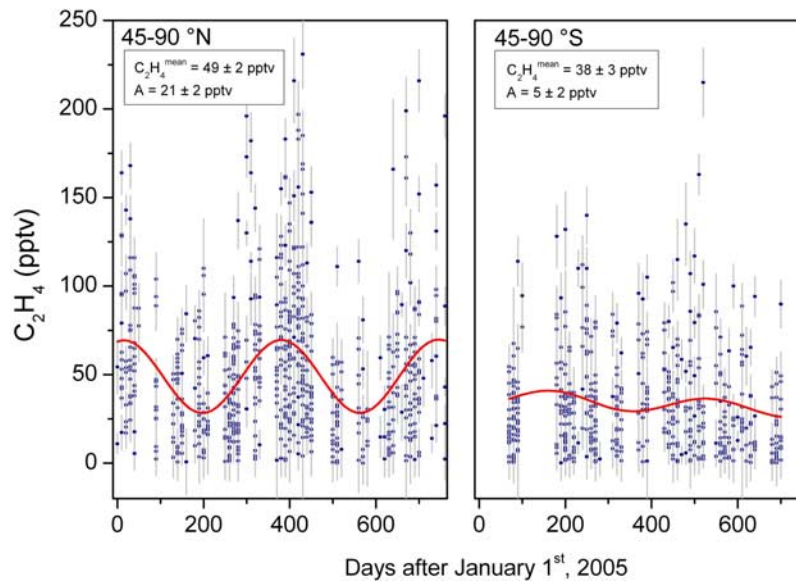 45-90 °N
C₂H₄ᵐᵉᵃⁿ = 49 ± 2 pptv
A = 21 ± 2 pptv
45-90 °S
C₂H₄ᵐᵉᵃⁿ = 38 ± 3 pptv
A = 5 ± 2 pptv
C₂H₄ (pptv)
250
200
150
100
50
0
0 200 400 600
0 200 400 600
Days after January 1ˢᵗ, 2005